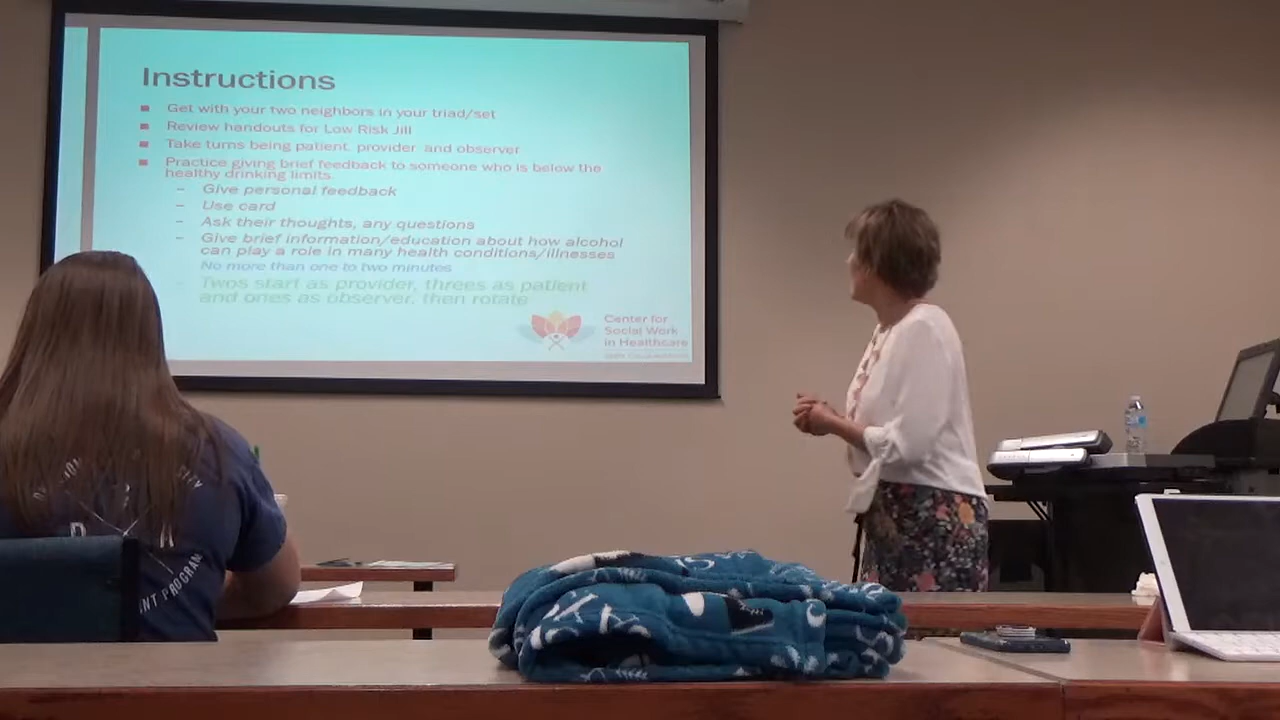 Instructions
Get with your two neighbors in your triad/set
Review handouts for Low Risk Jill
Take turns being patient, provider and observer
Practice giving brief feedback to someone who is below the
healthy drinking limits.
– Give personal feedback
– Use card
– Ask their thoughts, any questions
– Give brief information/education about how alcohol
can play a role in many health conditions/illnesses
No more than one to two minutes
– Twos start as provider, threes as patient
and ones as observer, then rotate
Center for
Social Work
in Healthcare
NT PROGRAM